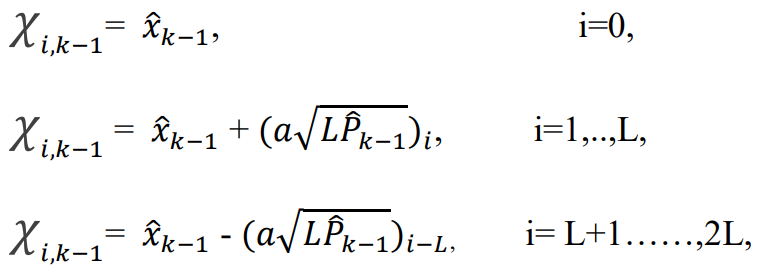 χ_{i,k−1} = x̂_{k−1}, i=0,
χ_{i,k−1} = x̂_{k−1} + (a√(LP̂_{k−1}))_i, i=1,..,L,
χ_{i,k−1} = x̂_{k−1} - (a√(LP̂_{k−1}))_{i−L}, i= L+1……,2L,